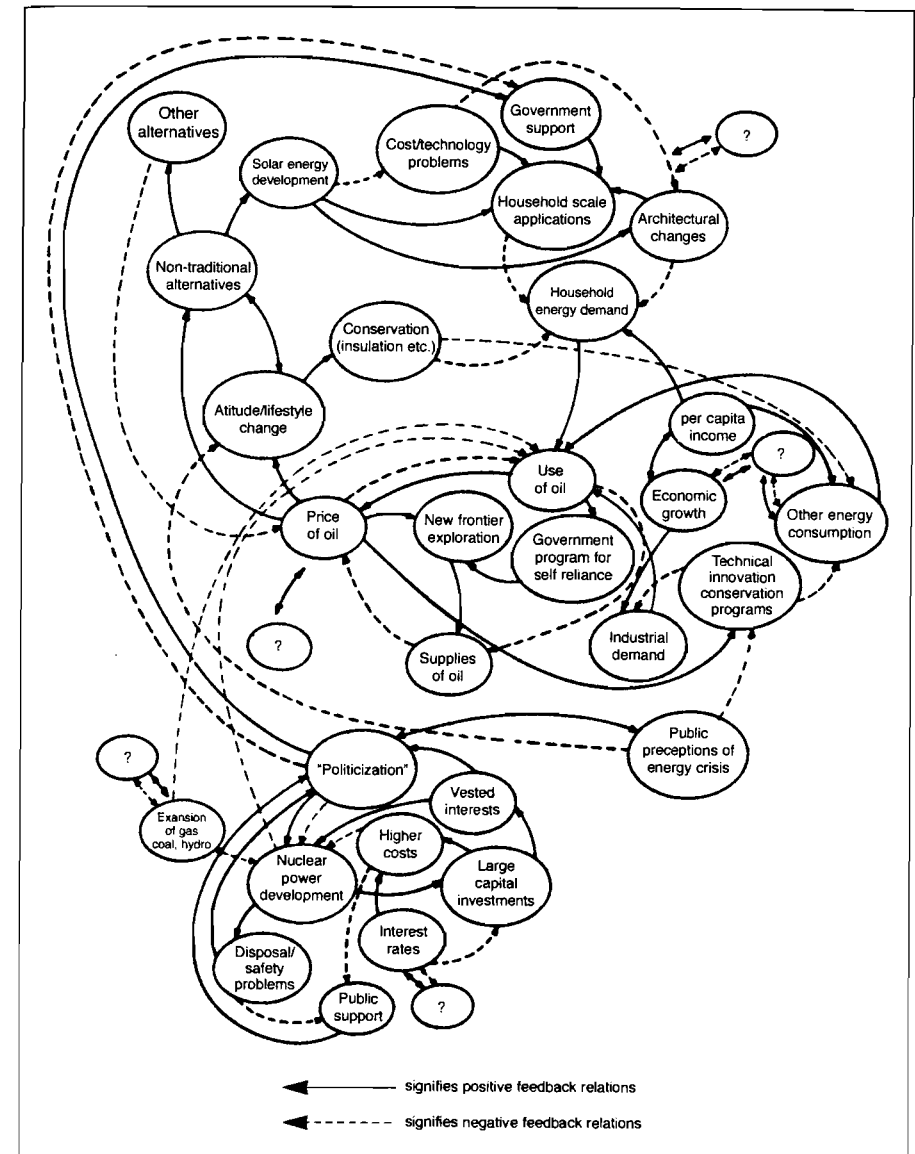 Other
alternatives
Government
support
?
Cost/technology
problems
Solar energy
development
Household scale
applications
Architectural
changes
Non-traditional
alternatives
Household
energy demand
Conservation
(insulation etc.)
Atitude/lifestyle
change
per capita
income
?
Use
of oil
Economic
growth
Price
of oil
New frontier
exploration
Other energy
consumption
Government
program for
self reliance
Technical
innovation
conservation
programs
?
Industrial
demand
Supplies
of oil
Public
preceptions of
energy crisis
?
"Politicization"
Vested
interests
Exansion
of gas
coal, hydro
Higher
costs
Nuclear
power
development
Large
capital
investments
Interest
rates
Disposal/
safety
problems
Public
support
?
signifies positive feedback relations
signifies negative feedback relations